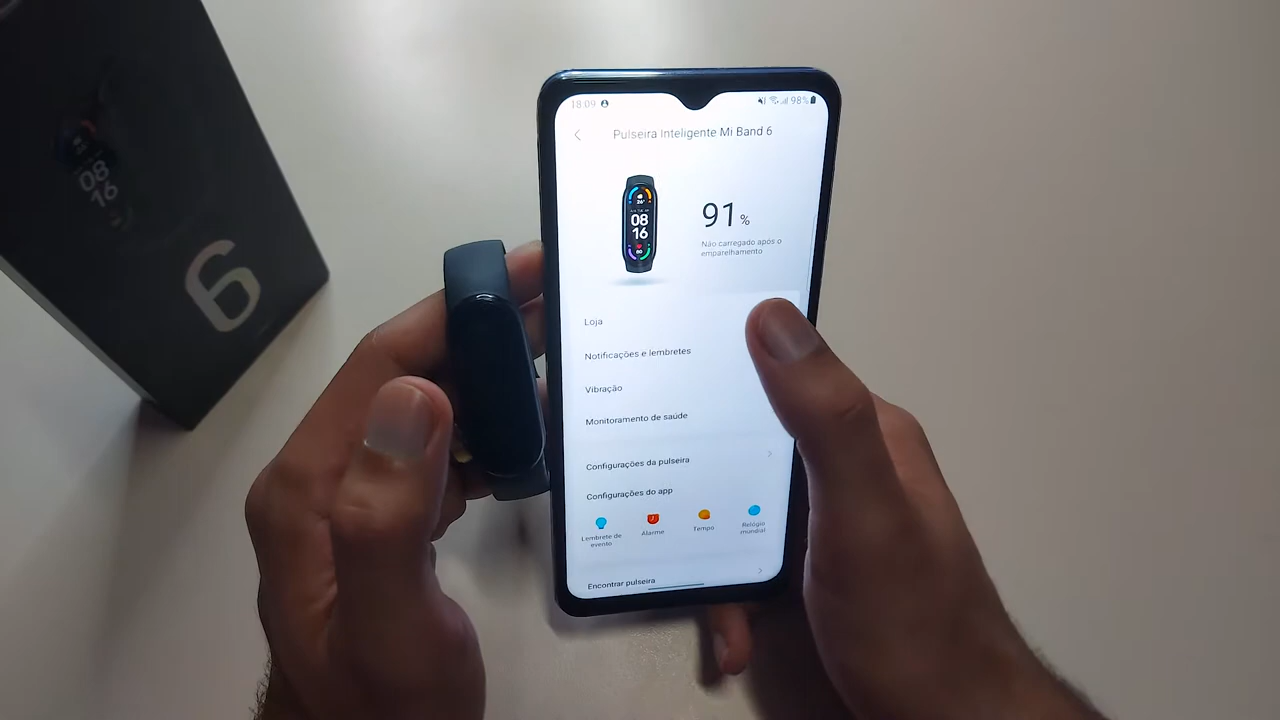 18:09
98%
Pulseira Inteligente Mi Band 6
26°
08
16
91%
Não carregado após o
emparelhamento
Loja
Notificações e lembretes
Vibração
Monitoramento de saúde
Configurações da pulseira
Configurações do app
Lembrete de
evento
Alarme
Tempo
Relógio
mundial
Encontrar pulseira
08
16
6